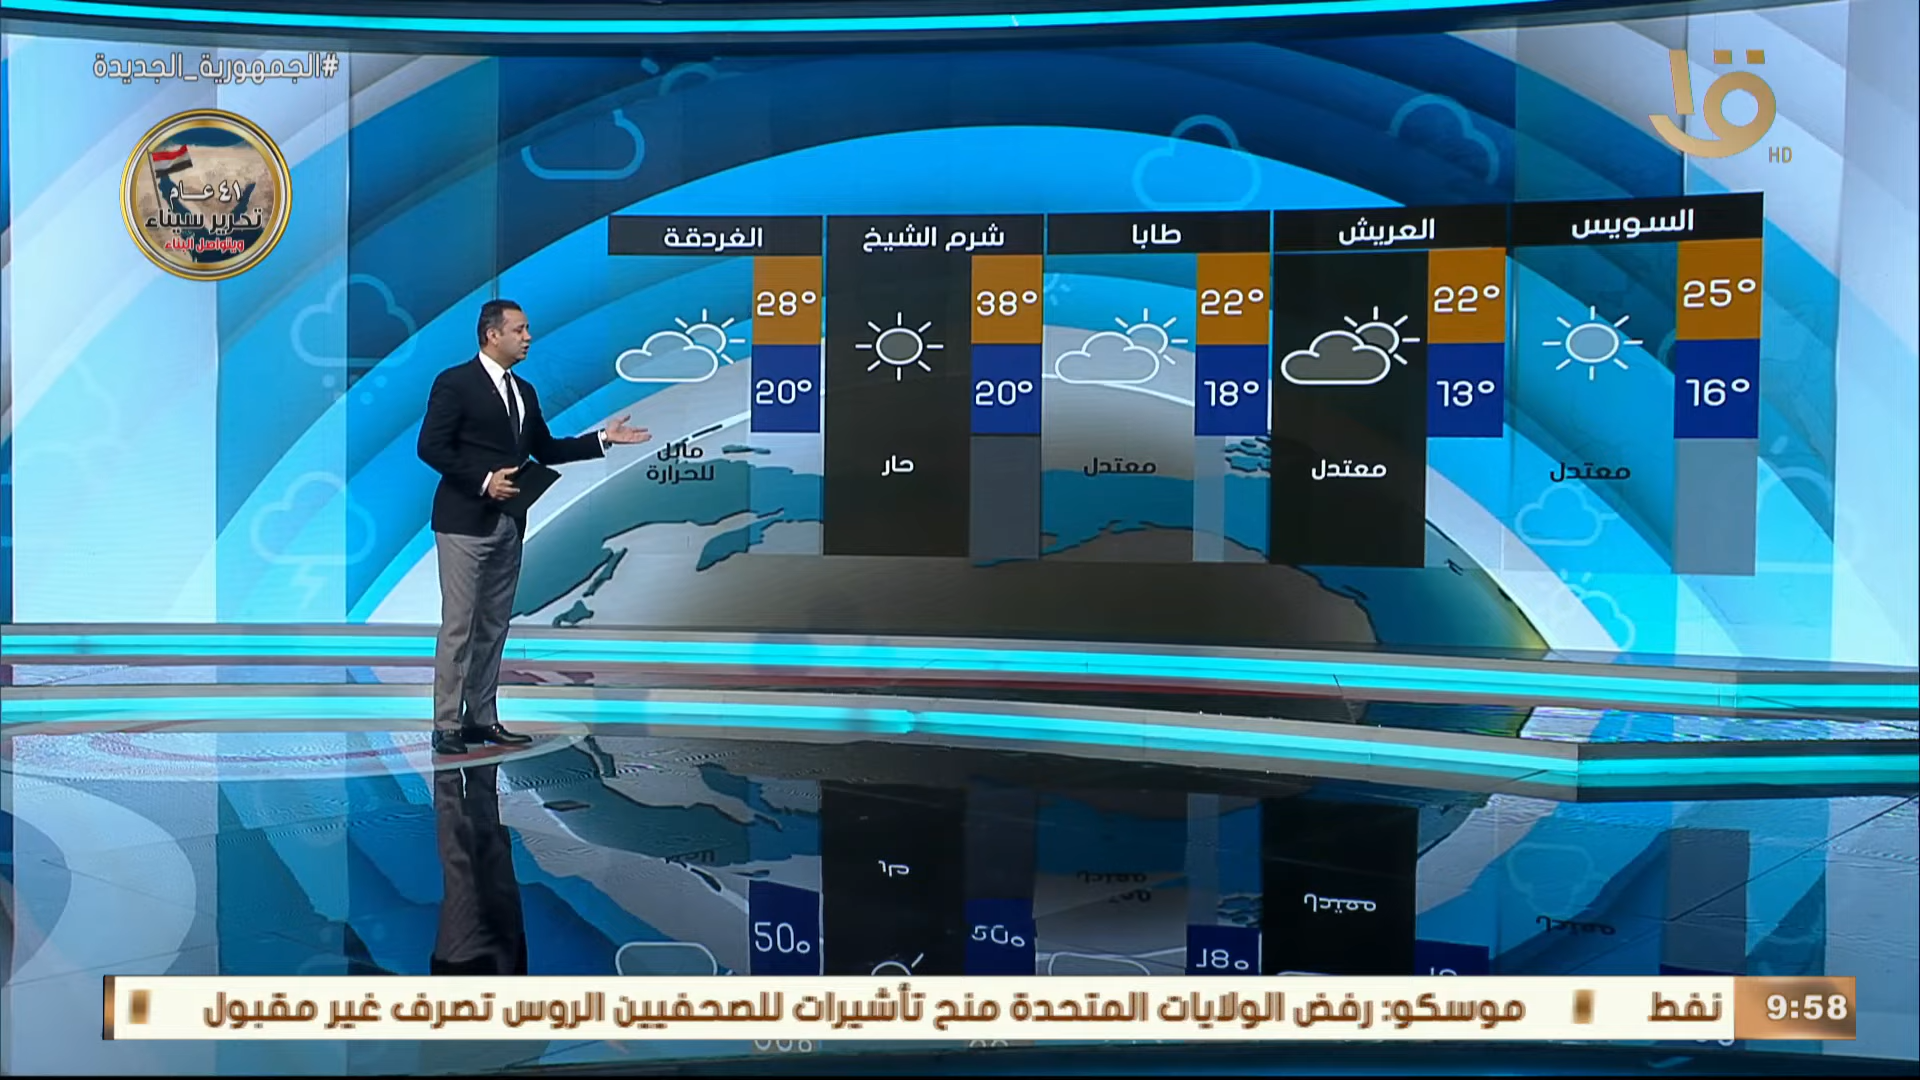 #الجمهورية_الجديدة
HD
٤١ عام
تحرير سيناء
ويتواصل البناء
السويس
25°
16°
معتدل
العريش
22°
13°
معتدل
طابا
22°
18°
معتدل
شرم الشيخ
38°
20°
حار
الغردقة
28°
20°
مائل
للحرارة
9:58
نفط
موسكو: رفض الولايات المتحدة منح تأشيرات للصحفيين الروس تصرف غير مقبول